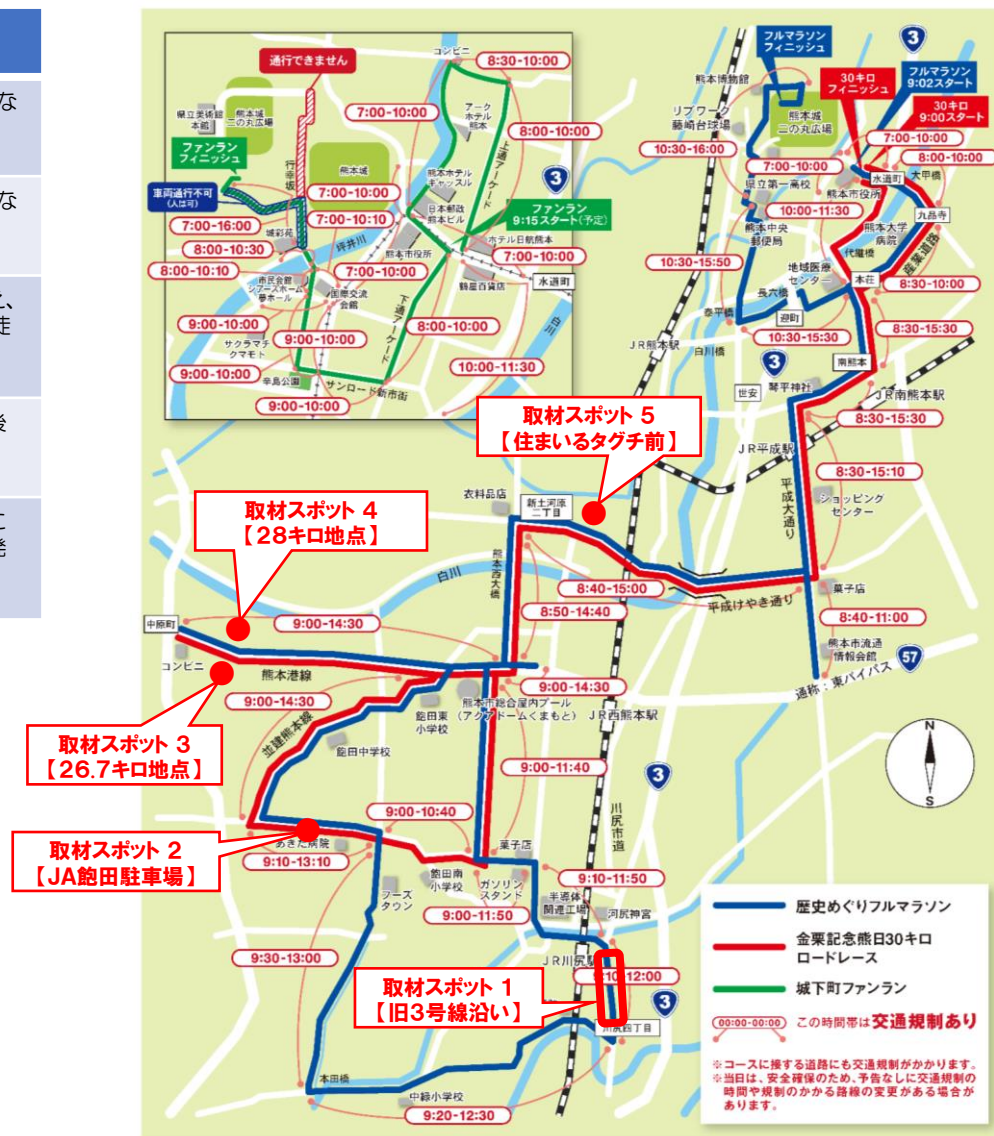 な
な
、
徒
後
に
発
通行できません
県立美術館
本館
熊本城
二の丸広場
ファンラン
フィニッシュ
行幸坂
車両通行不可
(人は可)
7:00-16:00
城彩苑
8:00-10:30
8:00-10:10
市民会館
シアーズホーム
夢ホール
9:00-10:00
サクラマチ
クマモト
9:00-10:00
辛島公園
9:00-10:00
サンロード新市街
国際交流
会館
9:00-10:00
7:00-10:00
坪井川
7:00-10:10
7:00-10:00
熊本城
7:00-10:00
コンビニ
8:30-10:00
アーク
ホテル
熊本
8:00-10:00
上通アーケード
熊本ホテル
キャッスル
日本郵政
熊本ビル
熊本市役所
3
ファンラン
9:15スタート(予定)
ホテル日航熊本
7:00-10:00
鶴屋百貨店
水道町
下通アーケード
8:00-10:00
白川
10:00-11:30
フルマラソン
フィニッシュ
3
熊本博物館
30キロ
フィニッシュ
フルマラソン
9:02スタート
30キロ
9:00スタート
リブワーク
藤崎台球場
熊本城
二の丸広場
10:30-16:00
7:00-10:00
8:00-10:00
7:00-10:00
水道町
大甲橋
県立第一高校
熊本市役所
10:00-11:30
九品寺
熊本中央
郵便局
熊本大学
病院
代継橋
産業道路
10:30-15:50
地域医療
センター
本荘
8:30-10:00
長六橋
泰平橋
迎町
10:30-15:30
8:30-15:30
JR熊本駅
白川橋
3
南熊本
世安
琴平神社
JR南熊本駅
8:30-15:30
取材スポット 5
【住まいるタグチ前】
JR平成駅
8:30-15:10
平成大通り
ショッピング
センター
衣料品店
新土河原
二丁目
取材スポット 4
【28キロ地点】
白川
熊本西大橋
8:40-15:00
平成けやき通り
菓子店
8:50-14:40
8:40-11:00
中原町
9:00-14:30
熊本市流通
情報会館
57
通称:東バイパス
コンビニ
熊本港線
9:00-14:30
9:00-14:30
飽田東
小学校
熊本市総合屋内プール
(アクアドームくまもと)
JR西熊本駅
取材スポット 3
【26.7キロ地点】
並建熊本線
飽田中学校
9:00-11:40
3
N
S
9:00-10:40
川尻市道
取材スポット 2
【JA飽田駐車場】
あきた病院
9:10-13:10
菓子店
飽田南
小学校
9:10-11:50
フーズ
タウン
ガソリン
スタンド
9:00-11:50
半導体
関連工場
河尻神宮
9:30-13:00
JR川尻駅
9:10-12:00
取材スポット 1
【旧3号線沿い】
3
川尻四丁目
本田橋
中緑小学校
9:20-12:30
歴史めぐりフルマラソン
金栗記念熊日30キロ
ロードレース
城下町ファンラン
00:00-00:00 この時間帯は交通規制あり
※コースに接する道路にも交通規制がかかります。
※当日は、安全確保のため、予告なしに交通規制の
時間や規制のかかる路線の変更がある場合が
あります。